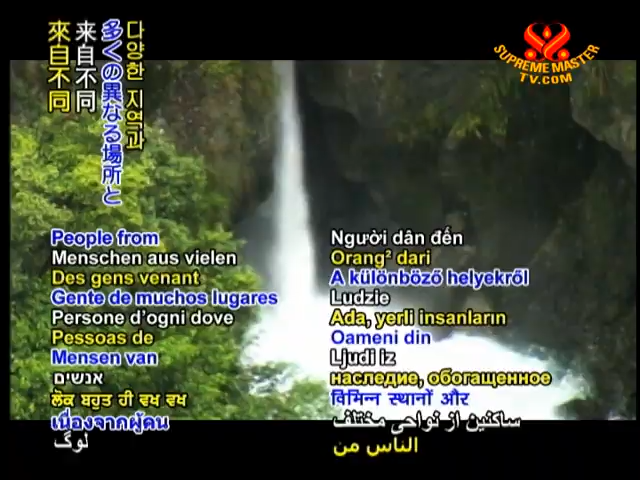 SUPREME MASTER
TV.COM
다양한 지역과
多くの異なる場所と
来自不同
來自不同
People from
Menschen aus vielen
Des gens venant
Gente de muchos lugares
Persone d'ogni dove
Pessoas de
Mensen van
אנשים
ਲੋਕ ਬਹੁਤ ਹੀ ਵਖ ਵਖ
เนื่องจากผู้คน
لوگ
Người dân đến
Orang² dari
A különböző helyekről
Ludzie
Ada, yerli insanların
Oameni din
Ljudi iz
наследие, обогащенное
विभिन्न स्थानों और
ساکنین از نواحی مختلف
الناس من